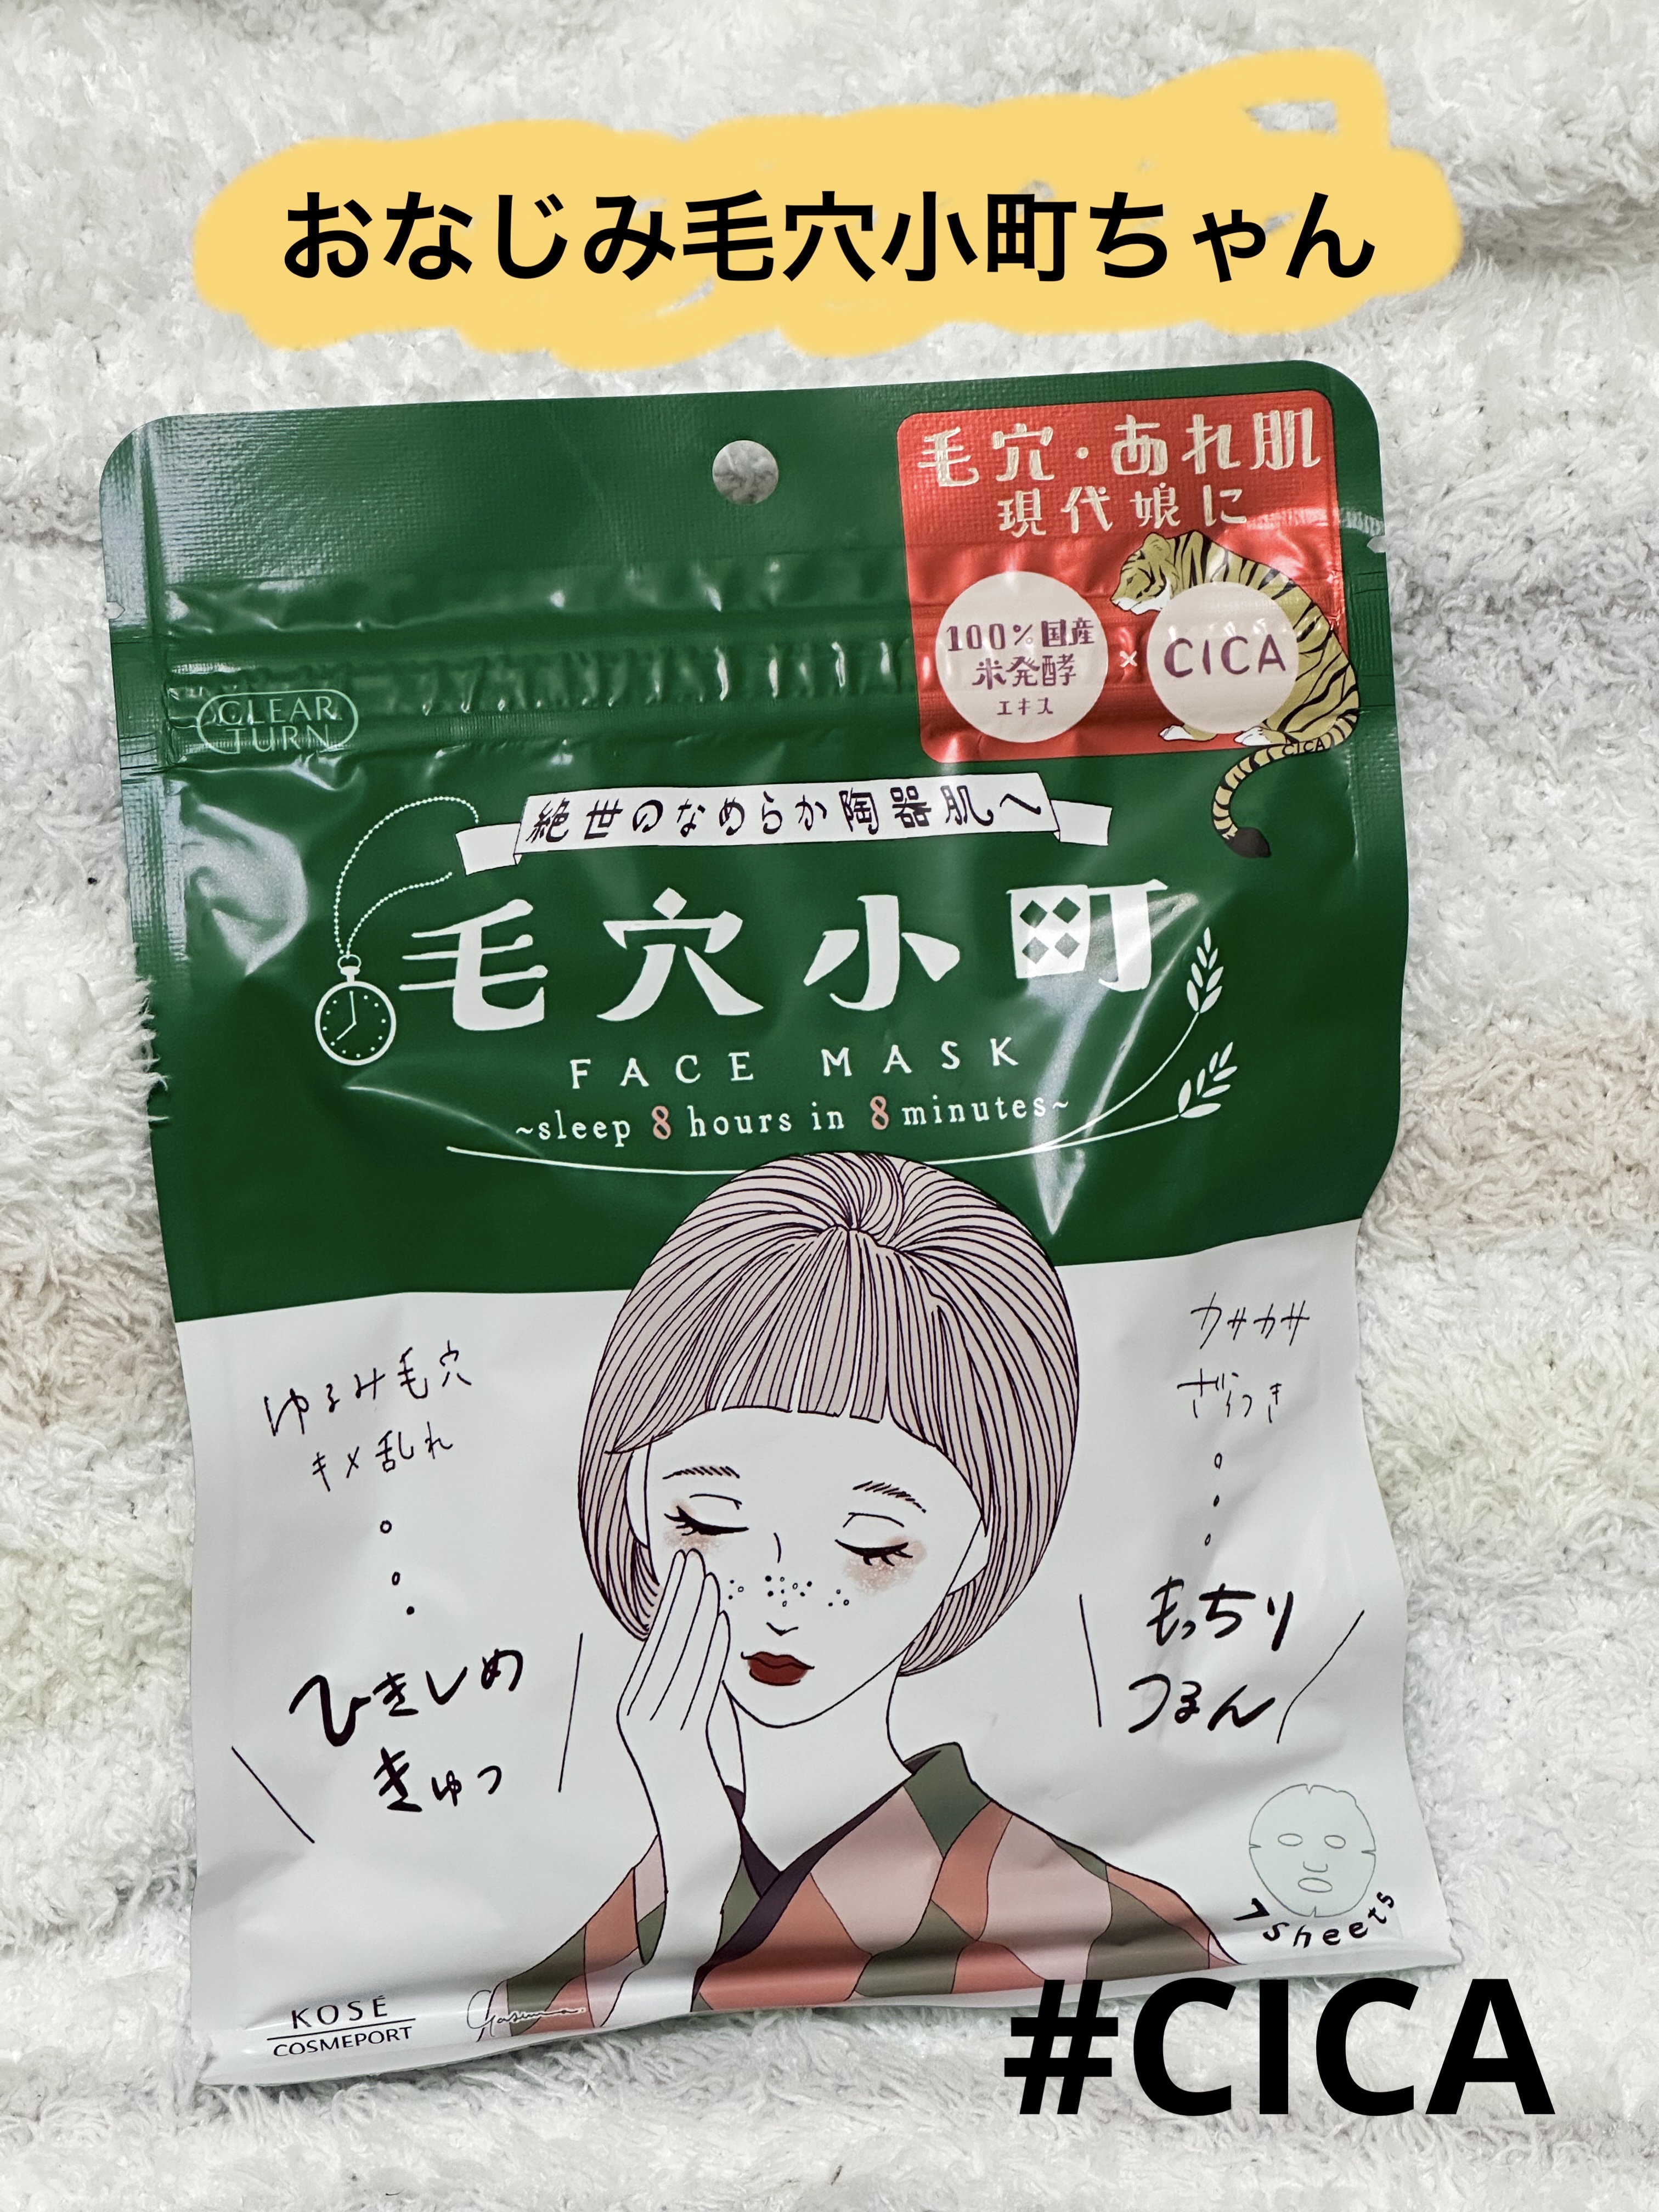 おなじみ毛穴小町ちゃん
毛穴・あれ肌
現代娘に
100%国産
米発酵
エキス
×
CICA
CICA
CLEAR
TURN
絶世のなめらか陶器肌へ
毛穴小町
FACE MASK
~sleep 8 hours in 8 minutes~
ゆるみ毛穴
キメ乱れ
ひきしめ
きゅっ
カサカサ
ざらつき
もっちり
つるん
7sheets
KOSÉ
COSMEPORT
#CICA